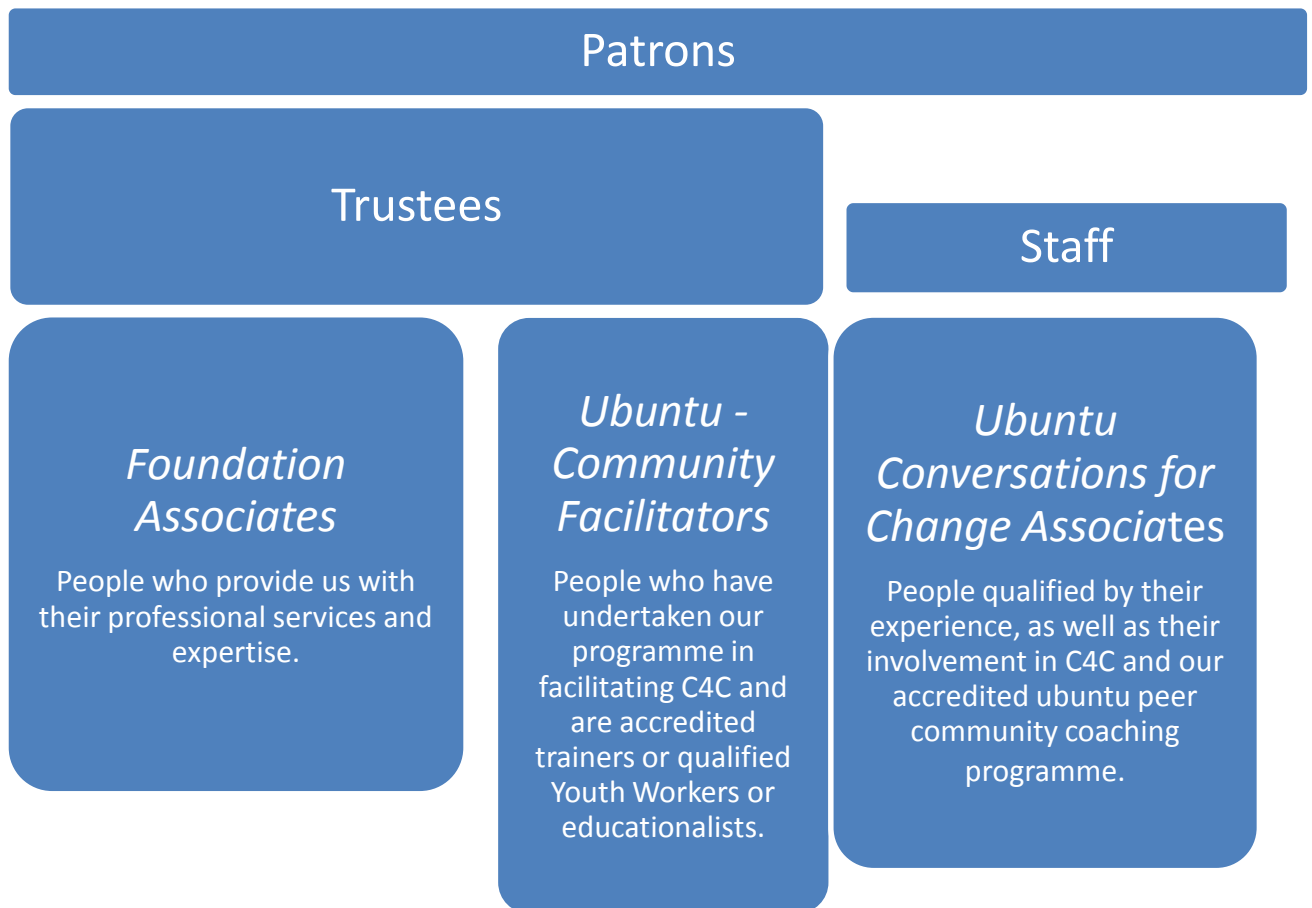 Patrons
Trustees
Staff
Foundation
Associates
People who provide us with
their professional services and
expertise.
Ubuntu -
Community
Facilitators
People who have
undertaken our
programme in
facilitating C4C and
are accredited
trainers or qualified
Youth Workers or
educationalists.
Ubuntu
Conversations for
Change Associates
People qualified by their
experience, as well as their
involvement in C4C and our
accredited ubuntu peer
community coaching
programme.